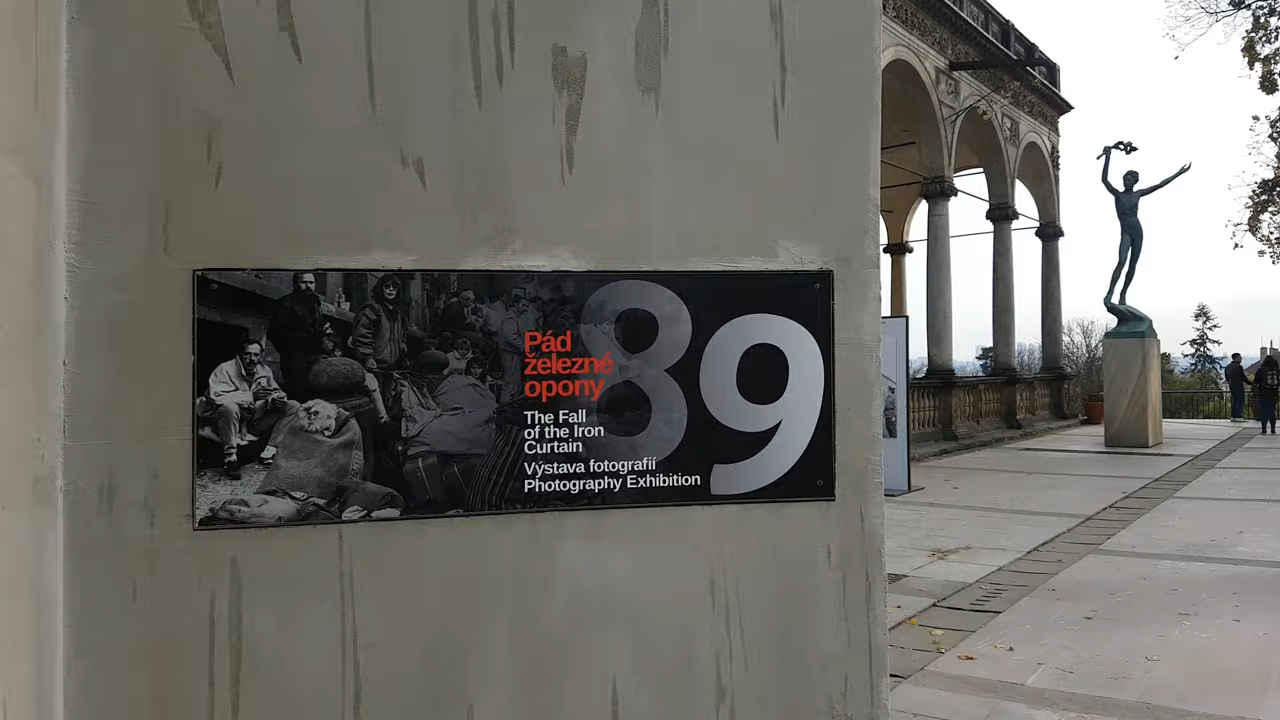 89
Pád
železné
opony
The Fall
of the Iron
Curtain
Výstava fotografií
Photography Exhibition